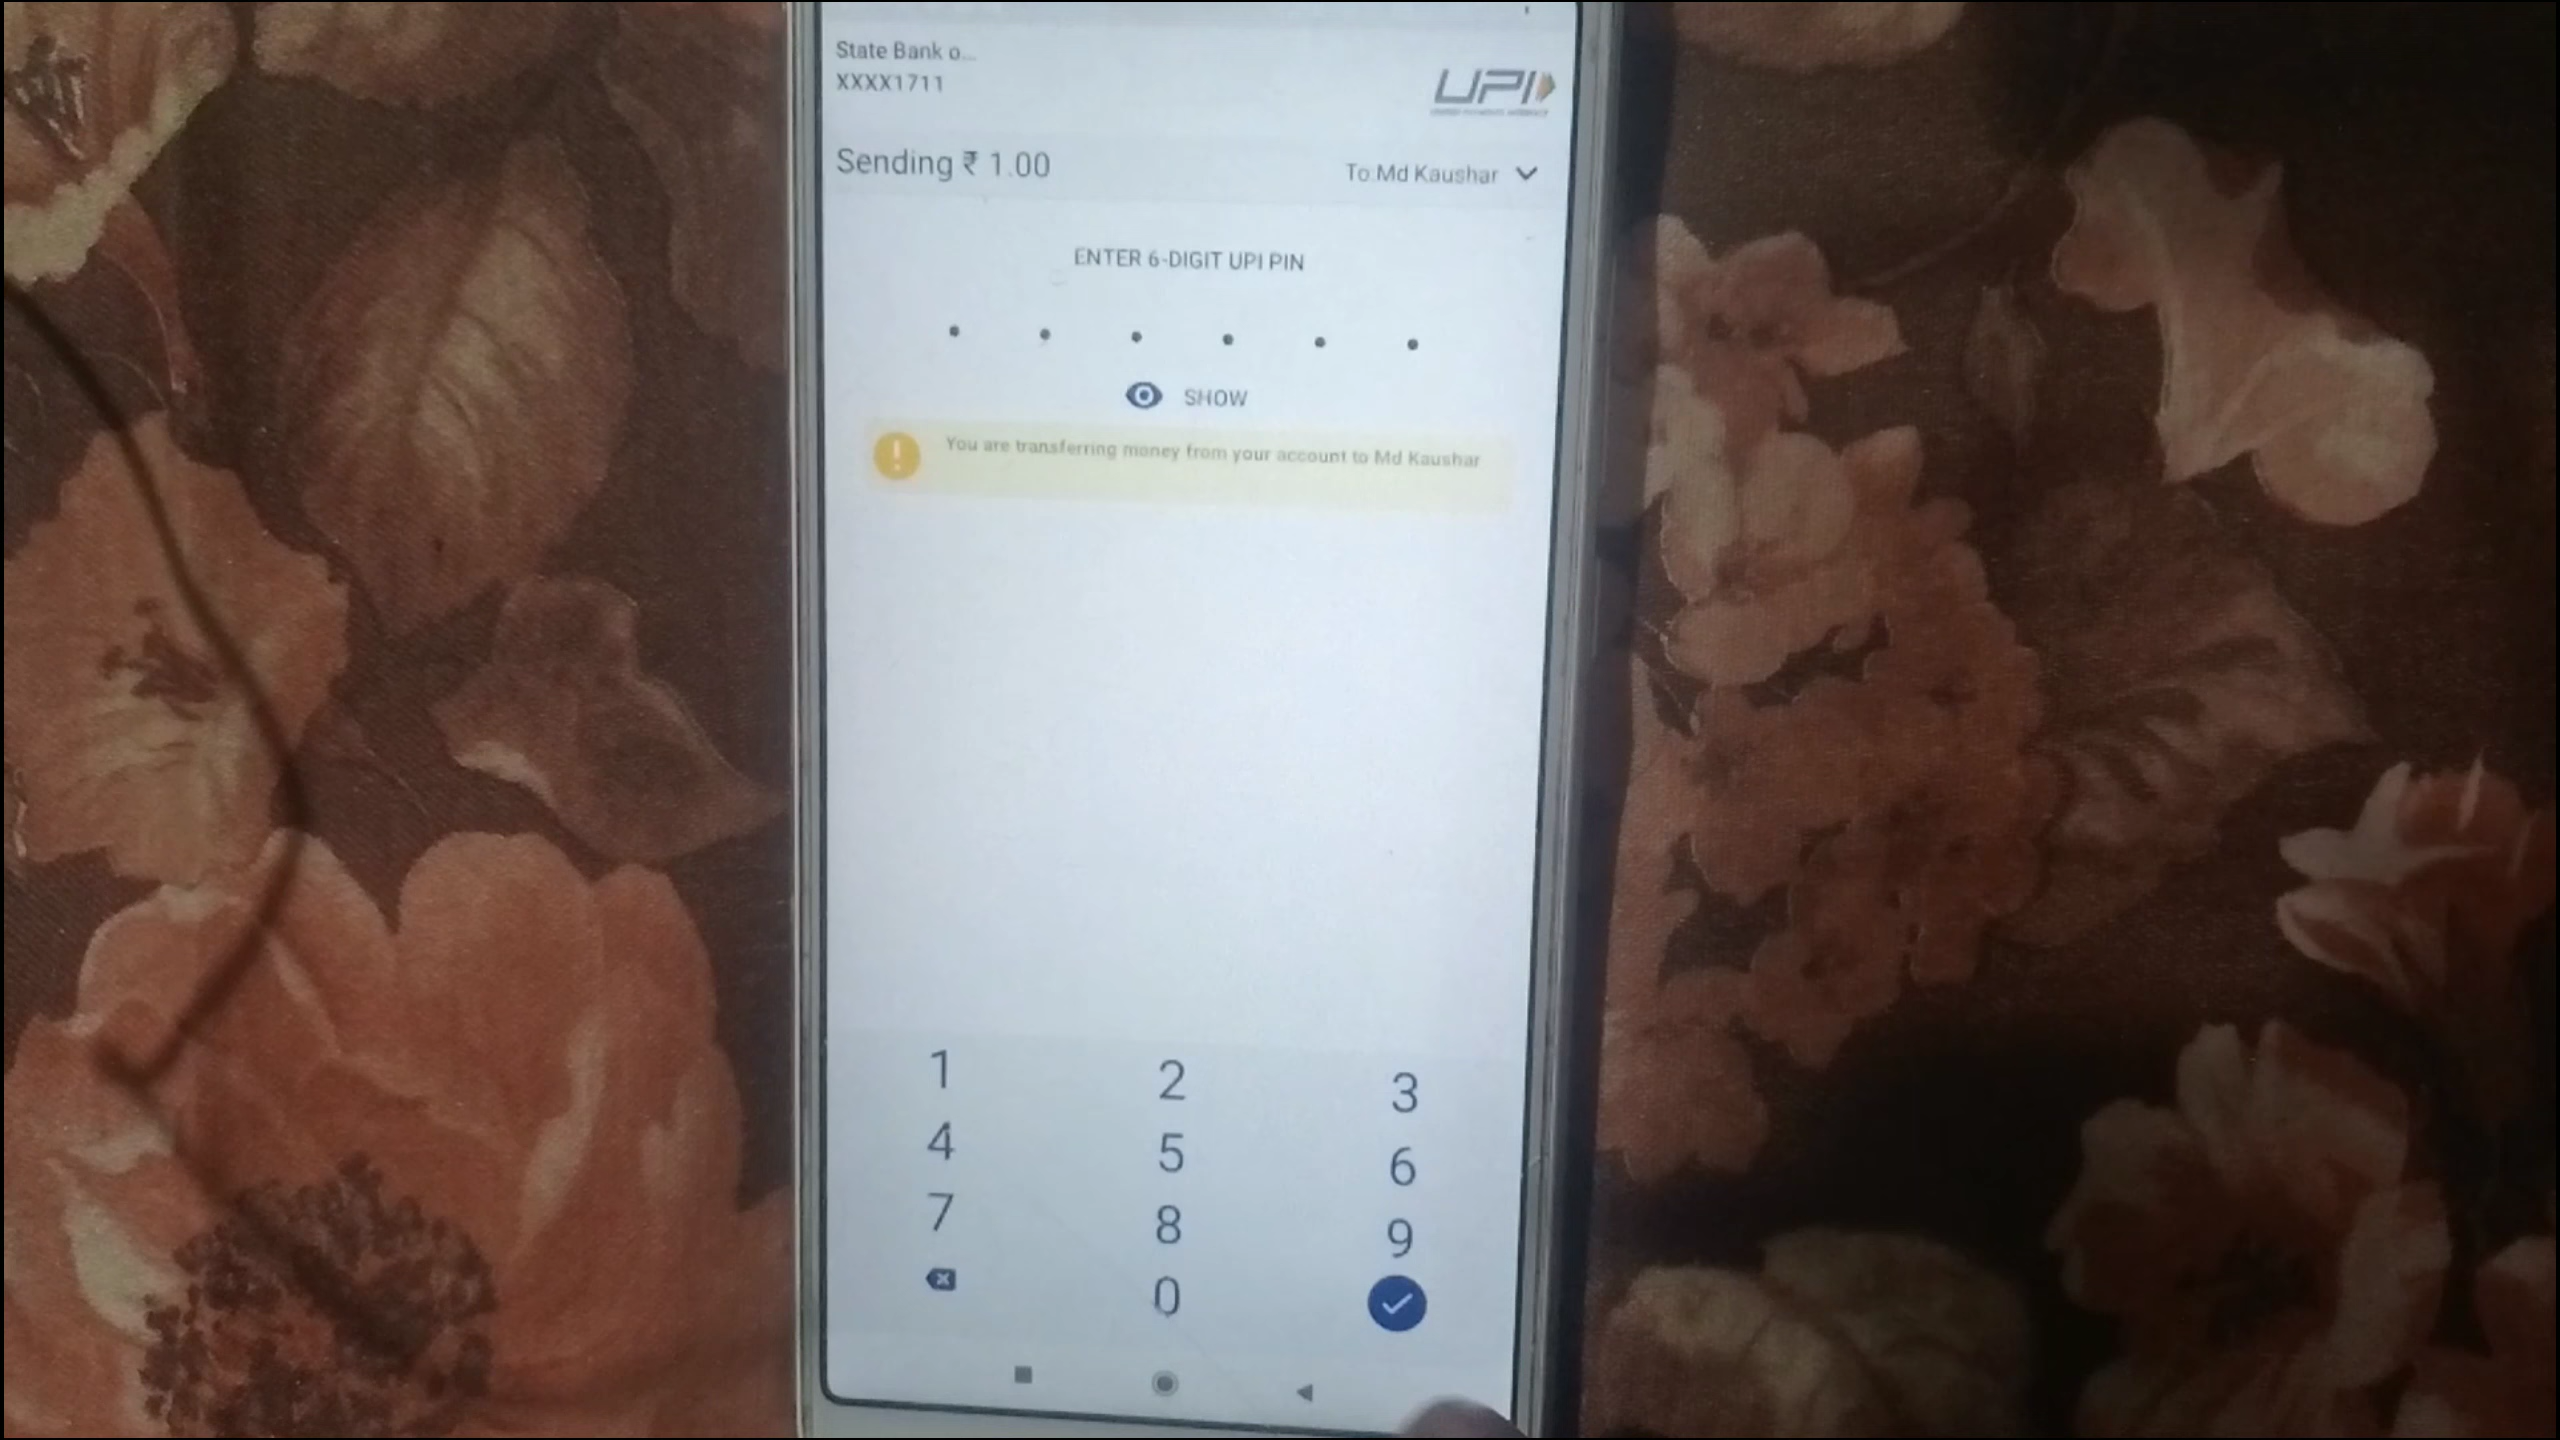 State Bank o...
XXXX1711
UPI
Sending ₹ 1.00
To:Md Kaushar
ENTER 6-DIGIT UPI PIN
SHOW
You are transferring money from your account to Md Kaushar
1 2 3
4 5 6
7 8 9
0